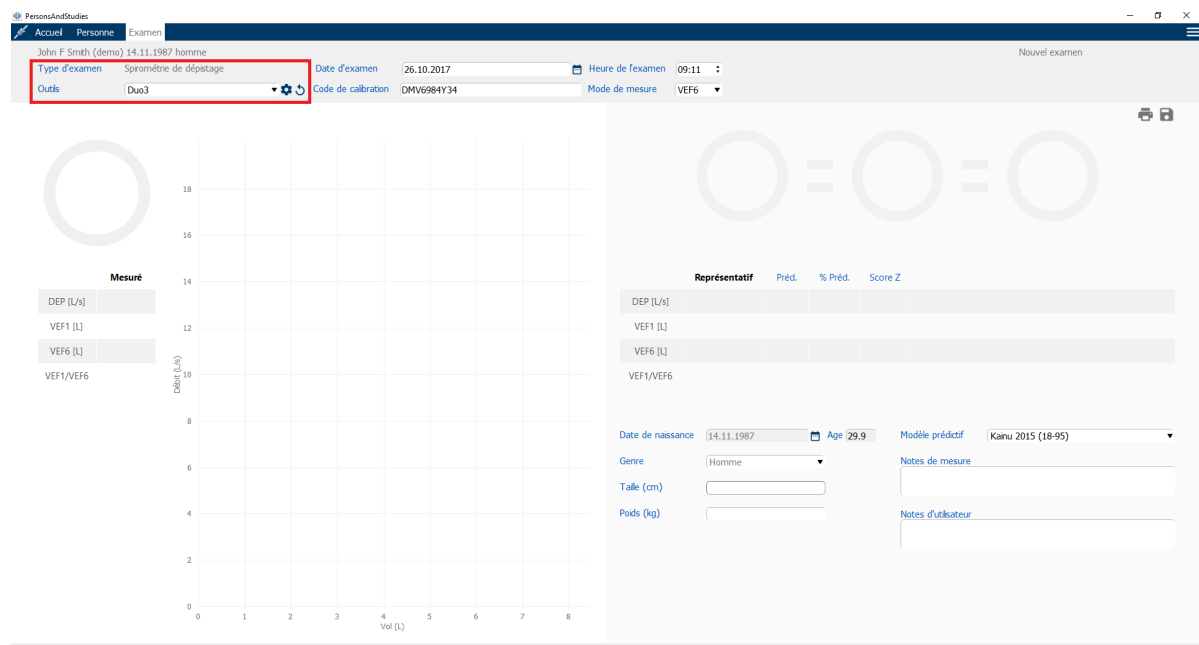 PersonsAndStudies
Accueil Personne Examen
John F Smith (demo) 14.11.1987 homme
Nouvel examen
Type d'examen Spirométrie de dépistage Date d'examen 26.10.2017 Heure de l'examen 09:11
Outils Duo3 Code de calibration DMV6984Y34 Mode de mesure VEF6
Mesuré
DEP [L/s]
VEF1 [L]
VEF6 [L]
VEF1/VEF6
Débit (L/s)
18
16
14
12
10
8
6
4
2
0
0 1 2 3 4 5 6 7 8
Vol (L)
Représentatif Préd. % Préd. Score Z
DEP [L/s]
VEF1 [L]
VEF6 [L]
VEF1/VEF6
Date de naissance 14.11.1987 Age 29.9 Modèle prédictif Kainu 2015 (18-95)
Genre Homme Notes de mesure
Taille (cm)
Poids (kg) Notes d'utilisateur